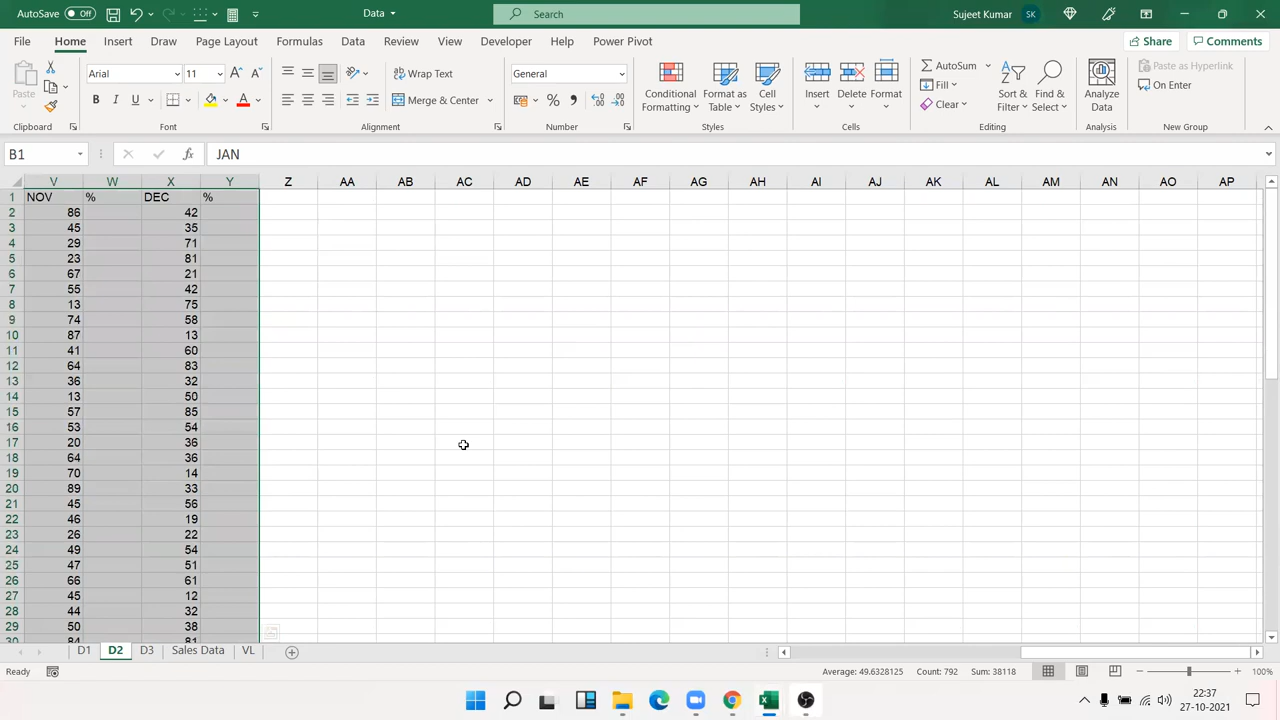 AutoSave Off Data Search Sujeet Kumar SK
File Home Insert Draw Page Layout Formulas Data Review View Developer Help Power Pivot Share Comments
Paste Arial 11 Wrap Text General Conditional Formatting Format as Table Cell Styles Insert Delete Format AutoSum Sort & Filter Find & Select Analyze Data Paste as Hyperlink
B I U Merge & Center Fill On Enter
Clear
Clipboard Font Alignment Number Styles Cells Editing Analysis New Group
B1 fx JAN
V W X Y Z AA AB AC AD AE AF AG AH AI AJ AK AL AM AN AO AP
1 NOV % DEC %
2 86 42
3 45 35
4 29 71
5 23 81
6 67 21
7 55 42
8 13 75
9 74 58
10 87 13
11 41 60
12 64 83
13 36 32
14 13 50
15 57 85
16 53 54
17 20 36
18 64 36
19 70 14
20 89 33
21 45 56
22 46 19
23 26 22
24 49 54
25 47 51
26 66 61
27 45 12
28 44 32
29 50 38
30 84 81
D1 D2 D3 Sales Data VL
Ready Average: 49.6328125 Count: 792 Sum: 38118 100%
22:37
27-10-2021